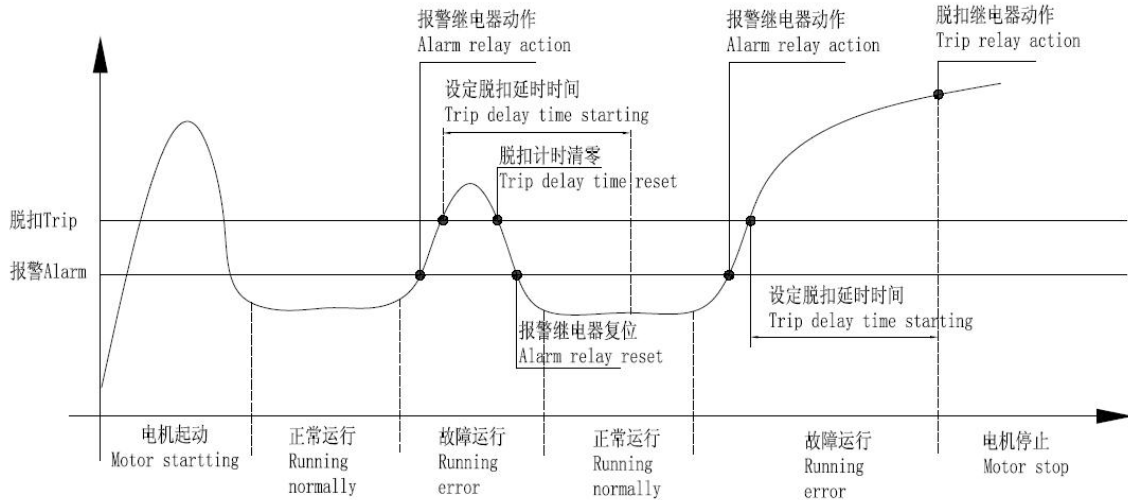 报警继电器动作
Alarm relay action
报警继电器动作
Alarm relay action
脱扣继电器动作
Trip relay action
设定脱扣延时时间
Trip delay time starting
脱扣计时清零
Trip delay time reset
脱扣Trip
报警Alarm
设定脱扣延时时间
Trip delay time starting
报警继电器复位
Alarm relay reset
电机起动
Motor startting
正常运行
Running
normally
故障运行
Running
error
正常运行
Running
normally
故障运行
Running
error
电机停止
Motor stop